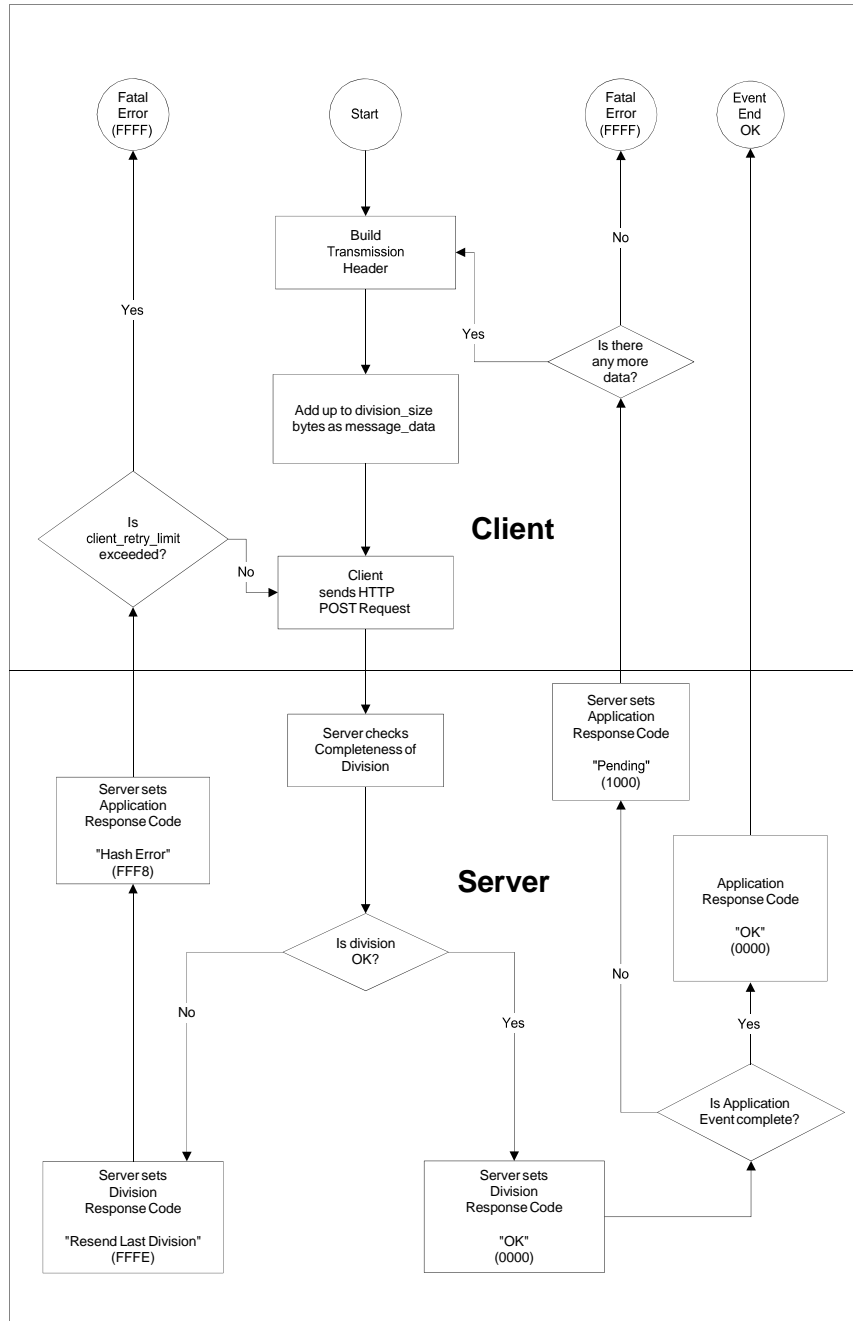 Fatal
Error
(FFFF)
Start
Fatal
Error
(FFFF)
Event
End
OK
Build
Transmission
Header
No
Yes
Yes
Is there
any more
data?
Add up to division_size
bytes as message_data
Is
client_retry_limit
exceeded?
Client
No
Client
sends HTTP
POST Request
Server checks
Completeness of
Division
Server sets
Application
Response Code
"Pending"
(1000)
Server sets
Application
Response Code
"Hash Error"
(FFF8)
Server
Application
Response Code
"OK"
(0000)
Is division
OK?
No
No
Yes
Yes
Is Application
Event complete?
Server sets
Division
Response Code
"Resend Last Division"
(FFFE)
Server sets
Division
Response Code
"OK"
(0000)